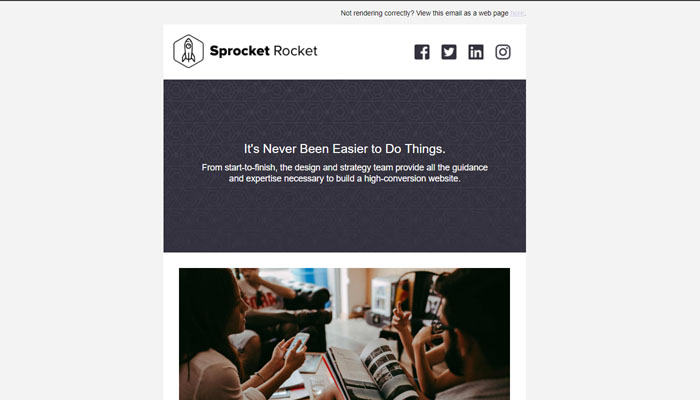 Not rendering correctly? View this email as a web page here.
Sprocket Rocket
It's Never Been Easier to Do Things.
From start-to-finish, the design and strategy team provide all the guidance
and expertise necessary to build a high-conversion website.